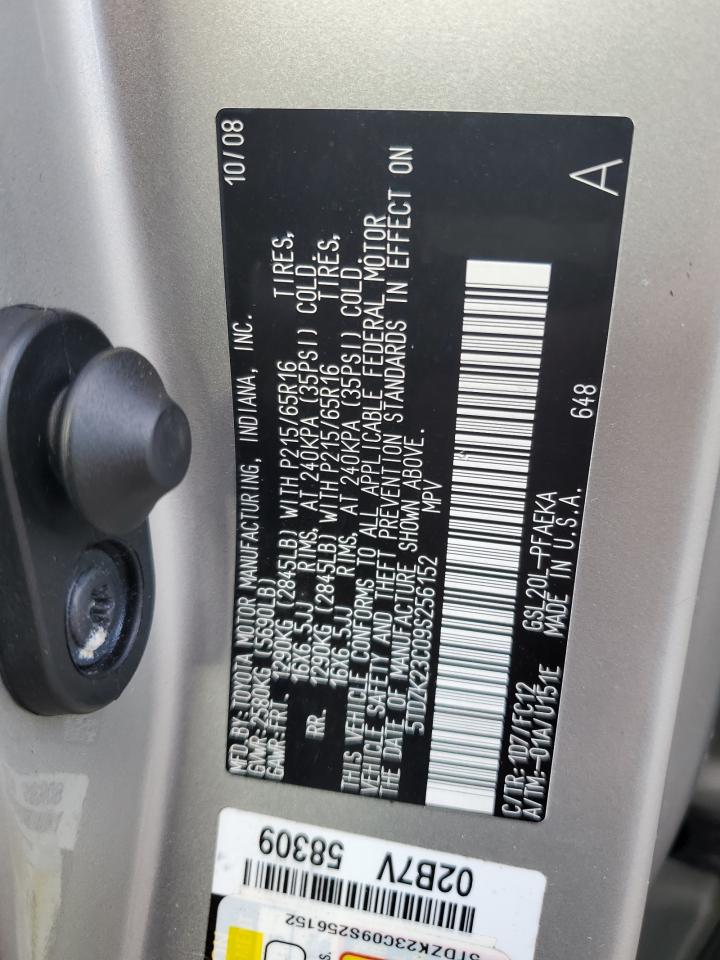 MFD. BY: TOYOTA MOTOR MANUFACTURING, INDIANA, INC. 10/08
GVWR: 2580KG (5690LB)
GAWR: FRT. 1290KG (2845LB) WITH P215/65R16 TIRES,
16X6.5JJ RIMS, AT 240KPA (35PSI) COLD.
RR. 1290KG (2845LB) WITH P215/65R16 TIRES,
16X6.5JJ RIMS, AT 240KPA (35PSI) COLD.
THIS VEHICLE CONFORMS TO ALL APPLICABLE FEDERAL MOTOR
VEHICLE SAFETY AND THEFT PREVENTION STANDARDS IN EFFECT ON
THE DATE OF MANUFACTURE SHOWN ABOVE.
5TDZK23C09S256152 MPV
C/TR: 1D7/FC12 GSL20L-PFAEKA 648
A/TM:-01A/U151E MADE IN U.S.A. A
02B7V
58309
5TDZK23C09S256152